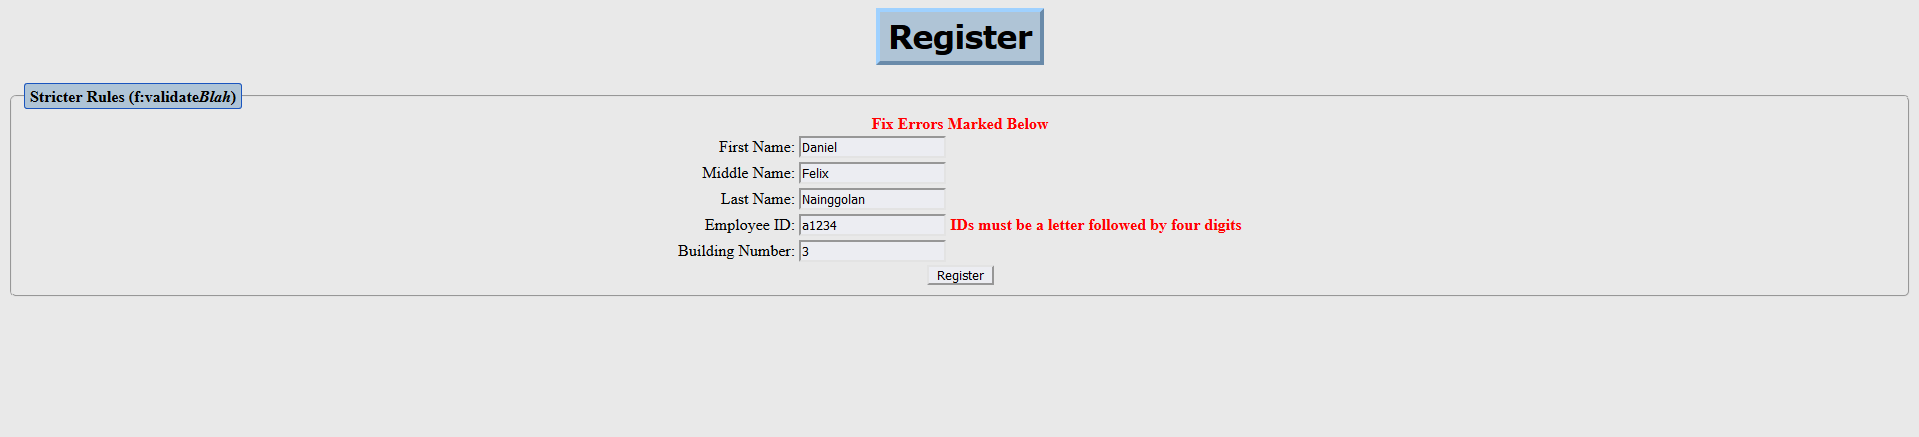 Register
Stricter Rules (f:validateBlah)
Fix Errors Marked Below
First Name: Daniel
Middle Name: Felix
Last Name: Nainggolan
Employee ID: a1234 IDs must be a letter followed by four digits
Building Number: 3
Register